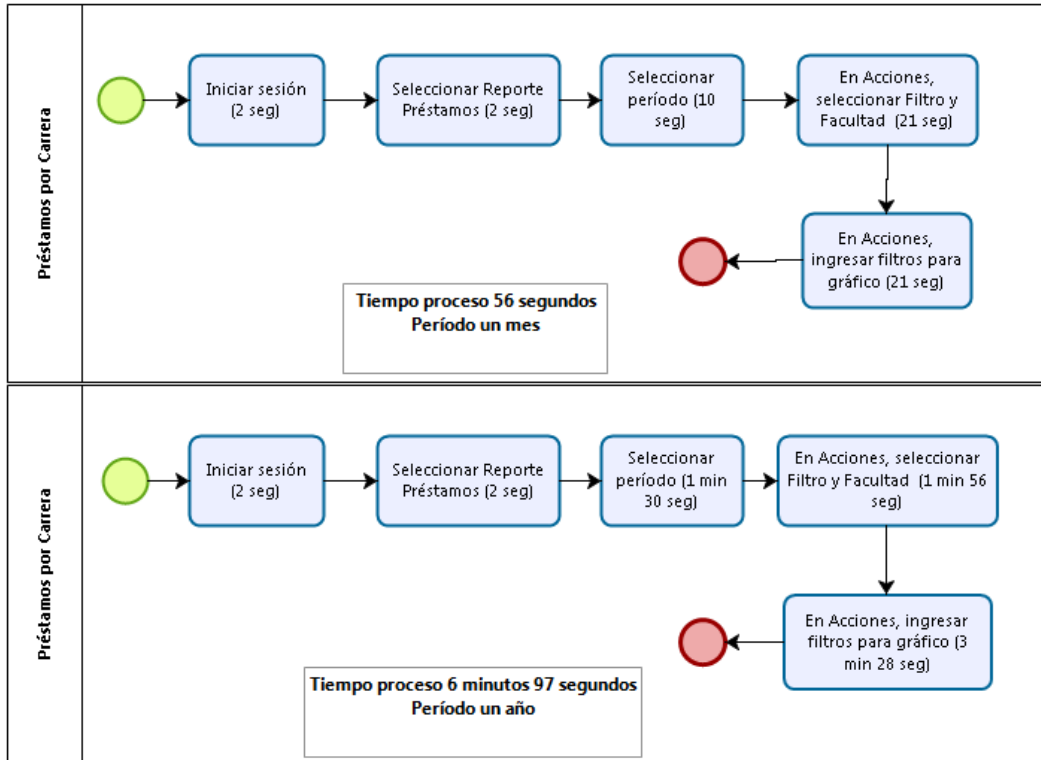 Préstamos por Carrera
Iniciar sesión
(2 seg)
Seleccionar Reporte
Préstamos (2 seg)
Seleccionar
período (10
seg)
En Acciones,
seleccionar Filtro y
Facultad (21 seg)
En Acciones,
ingresar filtros para
gráfico (21 seg)
Tiempo proceso 56 segundos
Período un mes
Préstamos por Carrera
Iniciar sesión
(2 seg)
Seleccionar Reporte
Préstamos (2 seg)
Seleccionar
período (1 min
30 seg)
En Acciones, seleccionar
Filtro y Facultad (1 min 56
seg)
En Acciones, ingresar
filtros para gráfico (3
min 28 seg)
Tiempo proceso 6 minutos 97 segundos
Período un año